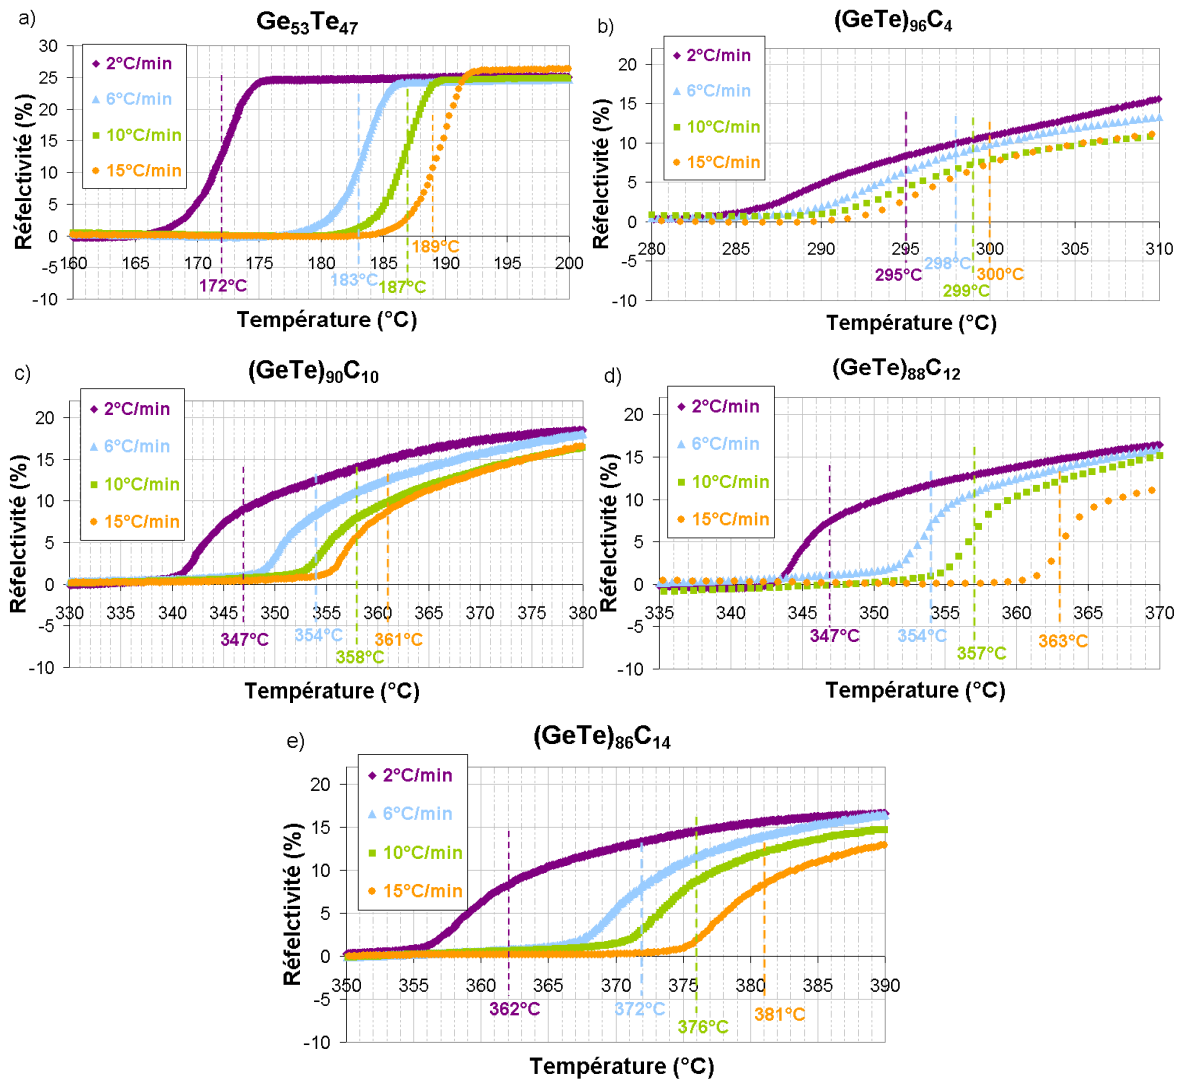 a)
Ge53Te47
Réfelctivité (%)
30
25
20
15
10
5
0
-5
-10
2°C/min
6°C/min
10°C/min
15°C/min
160 165 170 175 180 185 190 195 200
172°C
183°C
187°C
189°C
Température (°C)
b)
(GeTe)96C4
Réfelctivité (%)
20
15
10
5
0
-5
-10
2°C/min
6°C/min
10°C/min
15°C/min
280 285 290 295 300 305 310
295°C
298°C
299°C
300°C
Température (°C)
c)
(GeTe)90C10
Réfelctivité (%)
20
15
10
5
0
-5
-10
2°C/min
6°C/min
10°C/min
15°C/min
330 340 350 360 365 370 380
347°C
354°C
358°C
361°C
Température (°C)
d)
(GeTe)88C12
Réfelctivité (%)
20
15
10
5
0
-5
-10
2°C/min
6°C/min
10°C/min
15°C/min
335 340 345 350 355 360 365 370
347°C
354°C
357°C
363°C
Température (°C)
e)
(GeTe)86C14
Réfelctivité (%)
20
15
10
5
0
-5
-10
2°C/min
6°C/min
10°C/min
15°C/min
350 355 360 365 370 375 380 385 390
362°C
372°C
376°C
381°C
Température (°C)